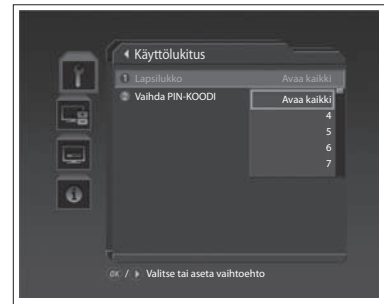 Käyttölukitus
1 Lapsilukko Avaa kaikki
2 Vaihda PIN-KOODI Avaa kaikki
4
5
6
7
OK / Valitse tai aseta vaihtoehto